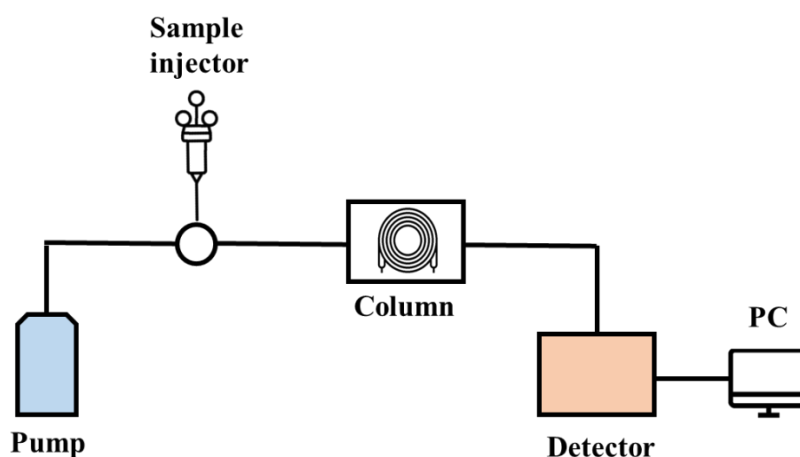 Sample
injector
Column
PC
Pump
Detector